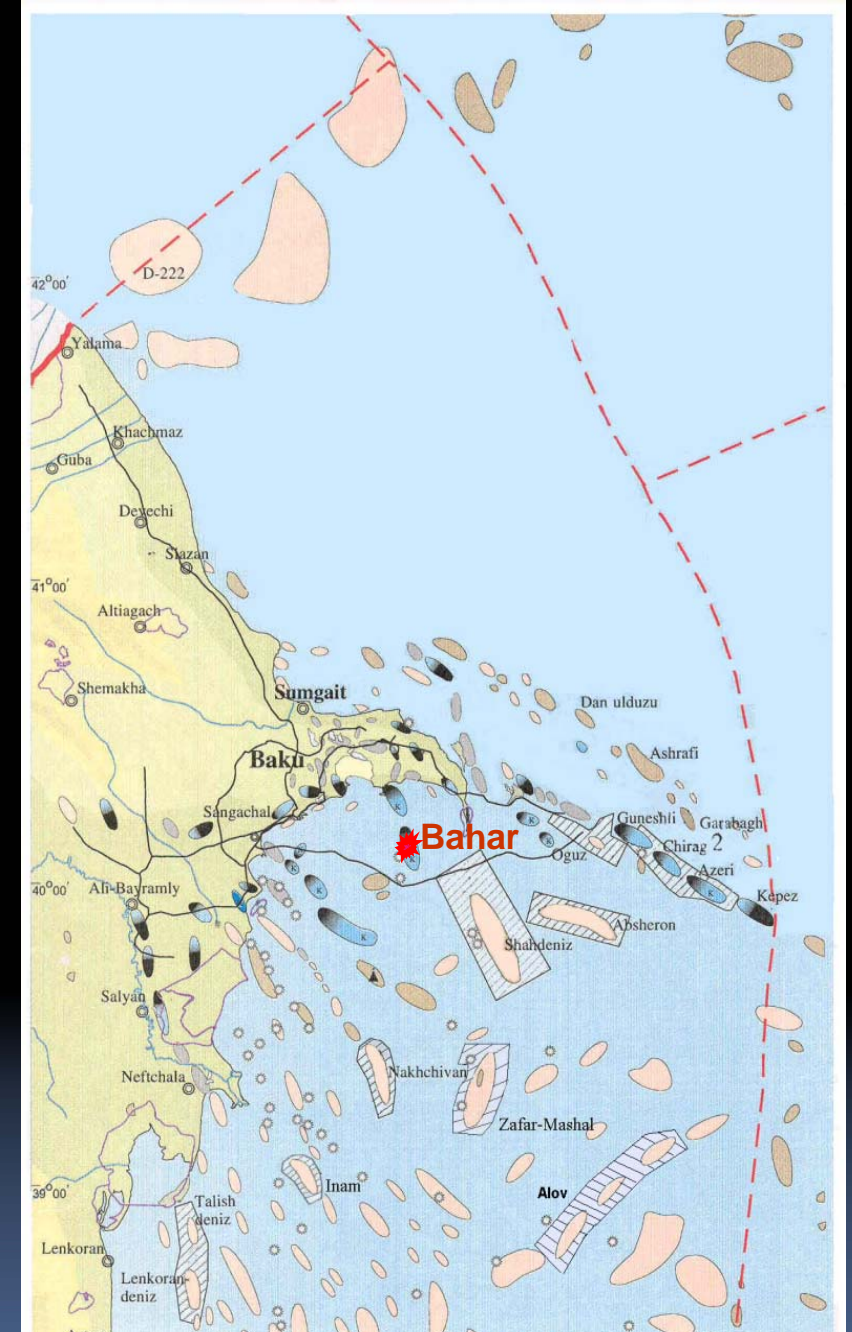 D-222
42°00'
Yalama
Khachmaz
Guba
Devechi
Siazan
41°00'
Altiagach
Shemakha
Sumgait
Dan ulduzu
Ashrafi
Baku
Sangachal
Guneshli
Garabagh
Bahar
Chirag 2
Oguz
Azeri
40°00'
Ali-Bayramly
Kepez
Absheron
Shahdeniz
Salyan
Nakhchivan
Neftchala
Zafar-Mashal
Inam
Alov
39°00'
Talish
deniz
Lenkoran
Lenkoran-
deniz